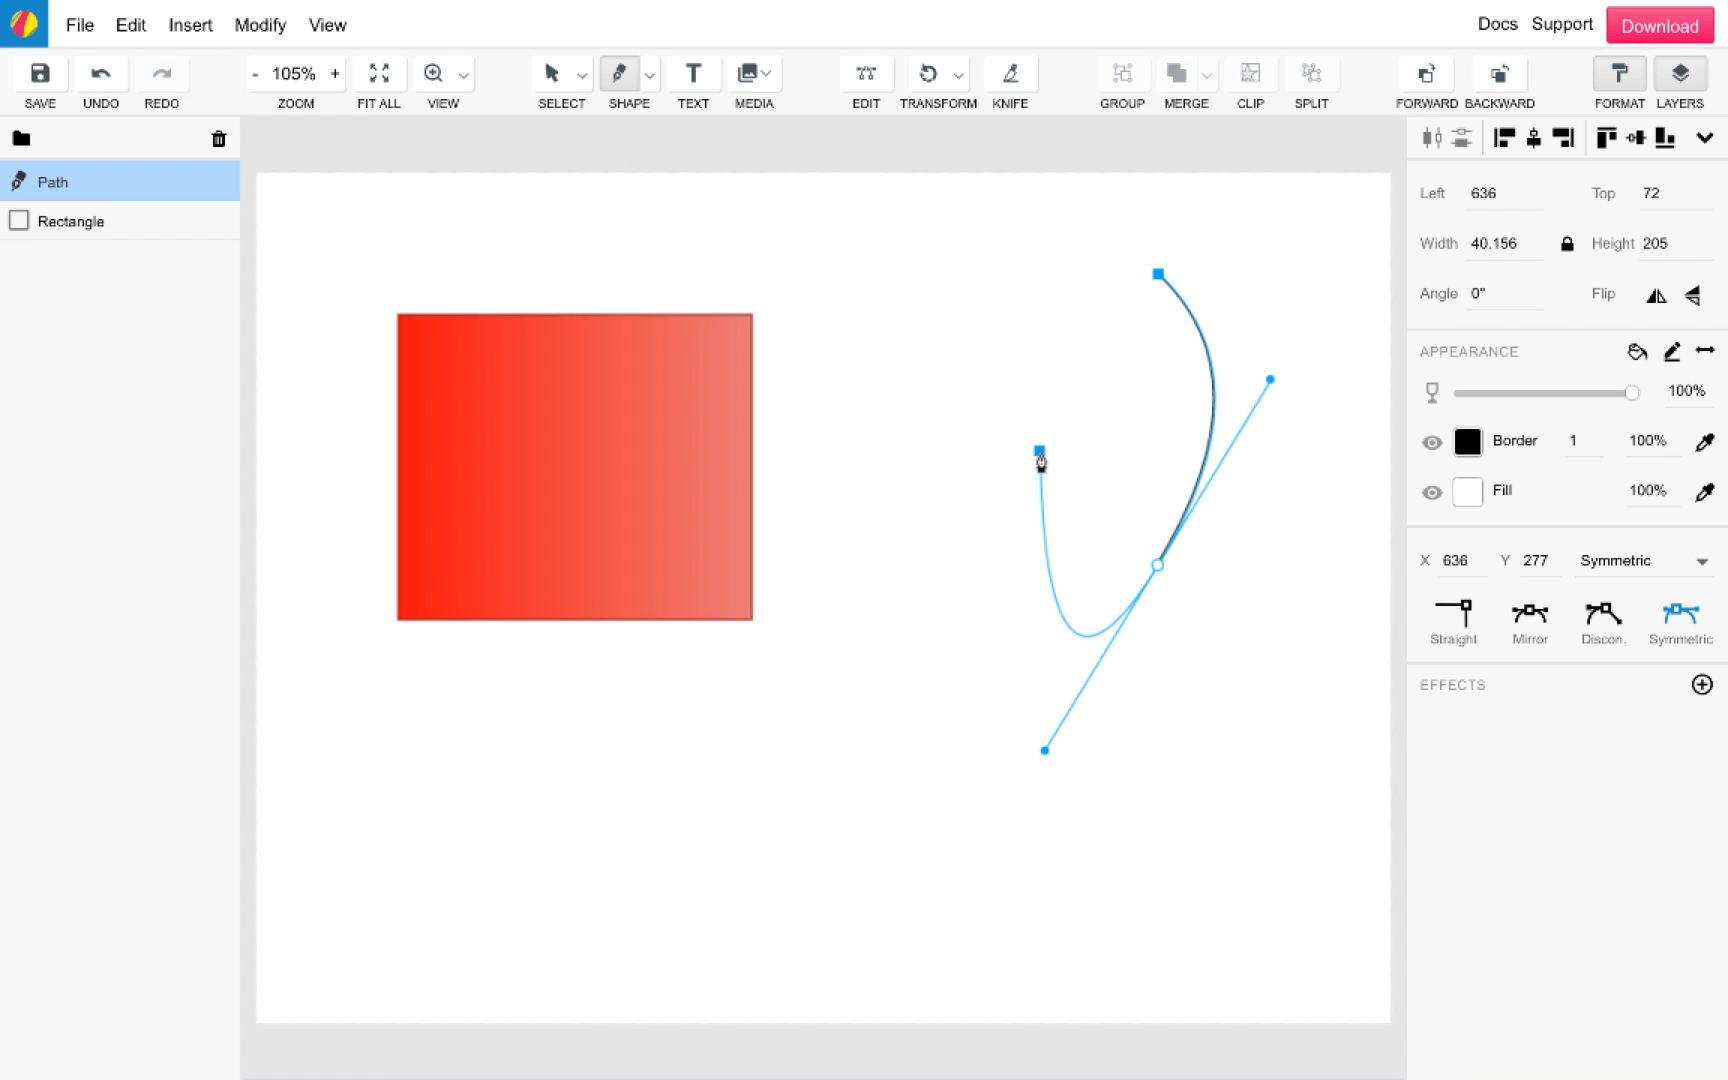 File Edit Insert Modify View Docs Support Download
- 105% +
SAVE UNDO REDO ZOOM FIT ALL VIEW SELECT SHAPE TEXT MEDIA EDIT TRANSFORM KNIFE GROUP MERGE CLIP SPLIT FORWARD BACKWARD FORMAT LAYERS
Path
Rectangle
Left 636 Top 72
Width 40.156 Height 205
Angle 0° Flip
APPEARANCE
100%
Border 1 100%
Fill 100%
X 636 Y 277 Symmetric
Straight Mirror Discon. Symmetric
EFFECTS